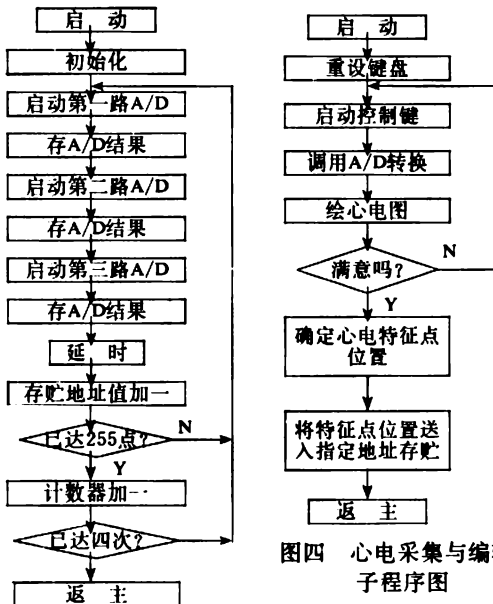 启 动
初始化
启动第一路A/D
存A/D结果
启动第二路A/D
存A/D结果
启动第三路A/D
存A/D结果
延 时
存贮地址值加一
已达255点?
N
Y
计数器加一
已达四次?
返 主
启 动
重设键盘
启动控制键
调用A/D转换
绘心电图
满意吗?
N
Y
确定心电特征点
位置
将特征点位置送
入指定地址存贮
返 主
图四 心电采集与编
子程序图